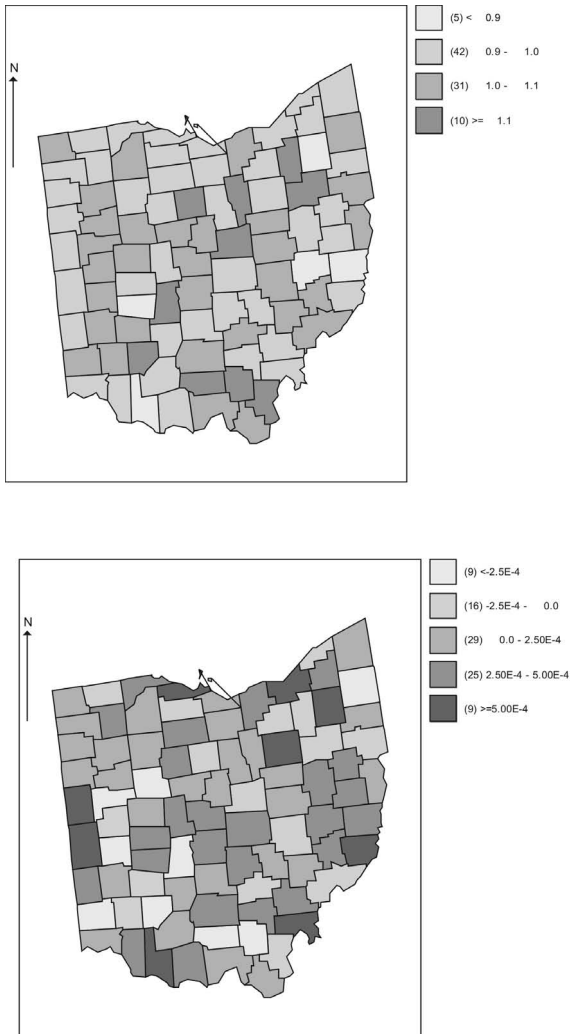 (5) < 0.9
(42) 0.9 - 1.0
(31) 1.0 - 1.1
(10) >= 1.1
N
(9) <-2.5E-4
(16) -2.5E-4 - 0.0
(29) 0.0 - 2.50E-4
(25) 2.50E-4 - 5.00E-4
(9) >=5.00E-4
N